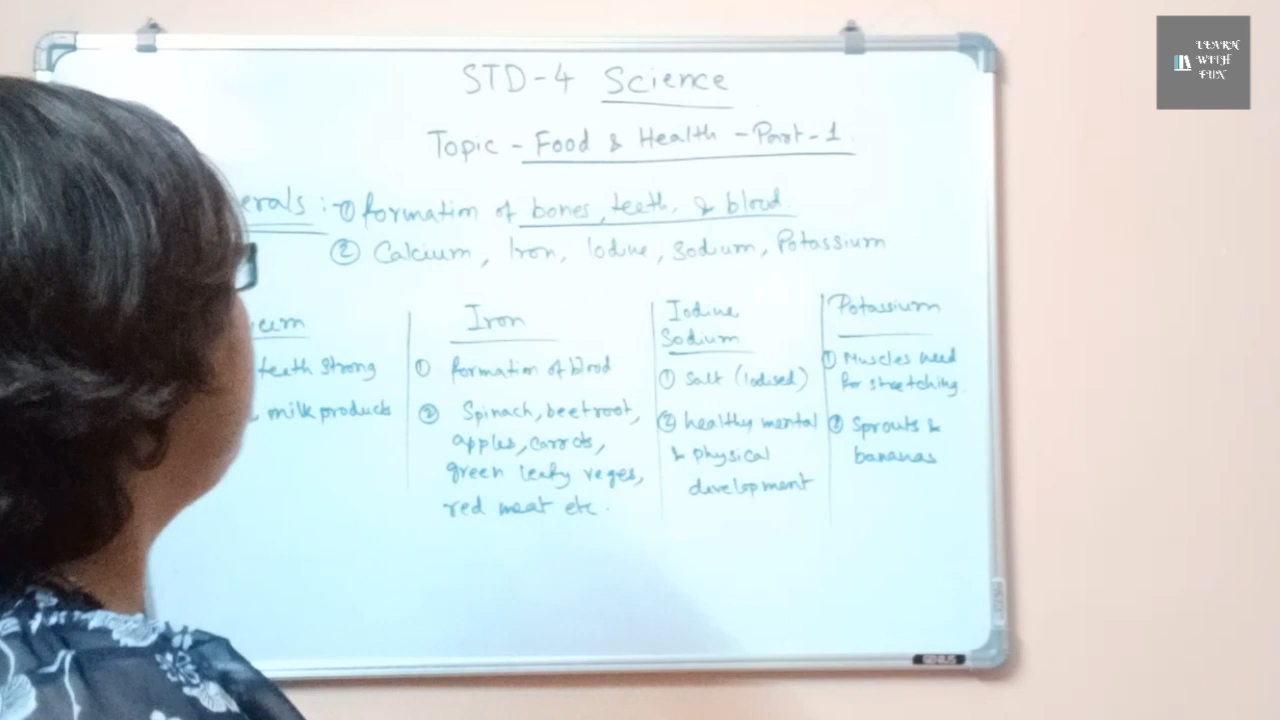 STD-4 Science
Topic - Food & Health - Part-1.
erals : ① formation of bones, teeth, & blood.
② Calcium, Iron, Iodine, Sodium, Potassium
ium
teeth strong
, milk products
Iron
① formation of blood
② Spinach, beetroot,
apples, carrots,
green leafy veges,
red meat etc.
Iodine
Sodium
① Salt (Iodised)
② healthy mental
& physical
development
Potassium
① Muscles need
for stretching.
② Sprouts &
bananas
GENIUS
LEARN
WITH
FUN